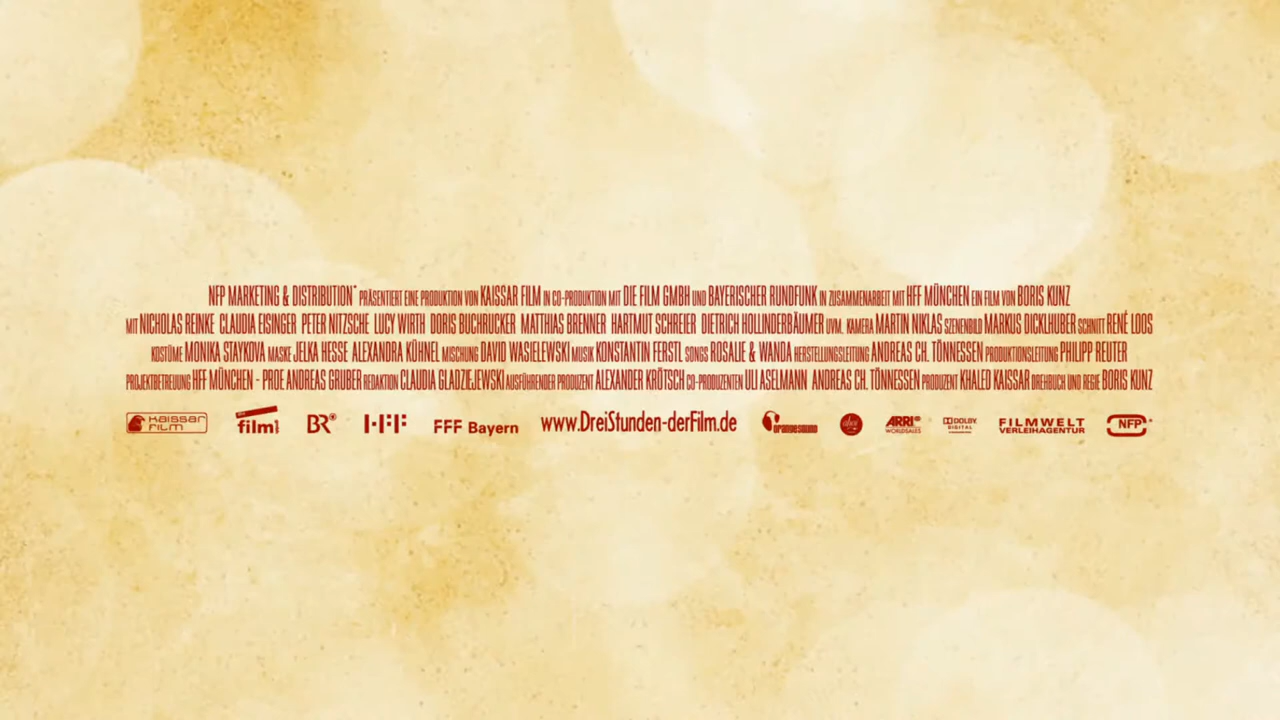 NFP MARKETING & DISTRIBUTION* PRÄSENTIERT EINE PRODUKTION VON KAISSAR FILM IN CO-PRODUKTION MIT DIE FILM GMBH UND BAYERISCHER RUNDFUNK IN ZUSAMMENARBEIT MIT HFF MÜNCHEN EIN FILM VON BORIS KUNZ
MIT NICHOLAS REINKE CLAUDIA EISINGER PETER NITZSCHE LUCY WIRTH DORIS BUCHRUCKER MATTHIAS BRENNER HARTMUT SCHREIER DIETRICH HOLLINDERBÄUMER UVM. KAMERA MARTIN NIKLAS SZENENBILD MARKUS DICKLHUBER SCHNITT RENÉ LOOS
KOSTÜME MONIKA STAYKOVA MASKE JELKA HESSE ALEXANDRA KÜHNEL MISCHUNG DAVID WASIELEWSKI MUSIK KONSTANTIN FERSTL SONGS ROSALIE & WANDA HERSTELLUNGSLEITUNG ANDREAS CH. TÖNNESSEN PRODUKTIONSLEITUNG PHILIPP REUTER
PROJEKTBETREUUNG HFF MÜNCHEN - PROF. ANDREAS GRUBER REDAKTION CLAUDIA GLADZIEJEWSKI AUSFÜHRENDER PRODUZENT ALEXANDER KRÖTSCH CO-PRODUZENTEN ULI ASELMANN ANDREAS CH. TÖNNESSEN PRODUZENT KHALED KAISSAR DREHBUCH UND REGIE BORIS KUNZ
KAISSAR FILM film BR HFF FFF Bayern www.DreiStunden-derFilm.de orangesound ARRI WORLDSALES DOLBY DIGITAL FILMWELT VERLEIHAGENTUR NFP*